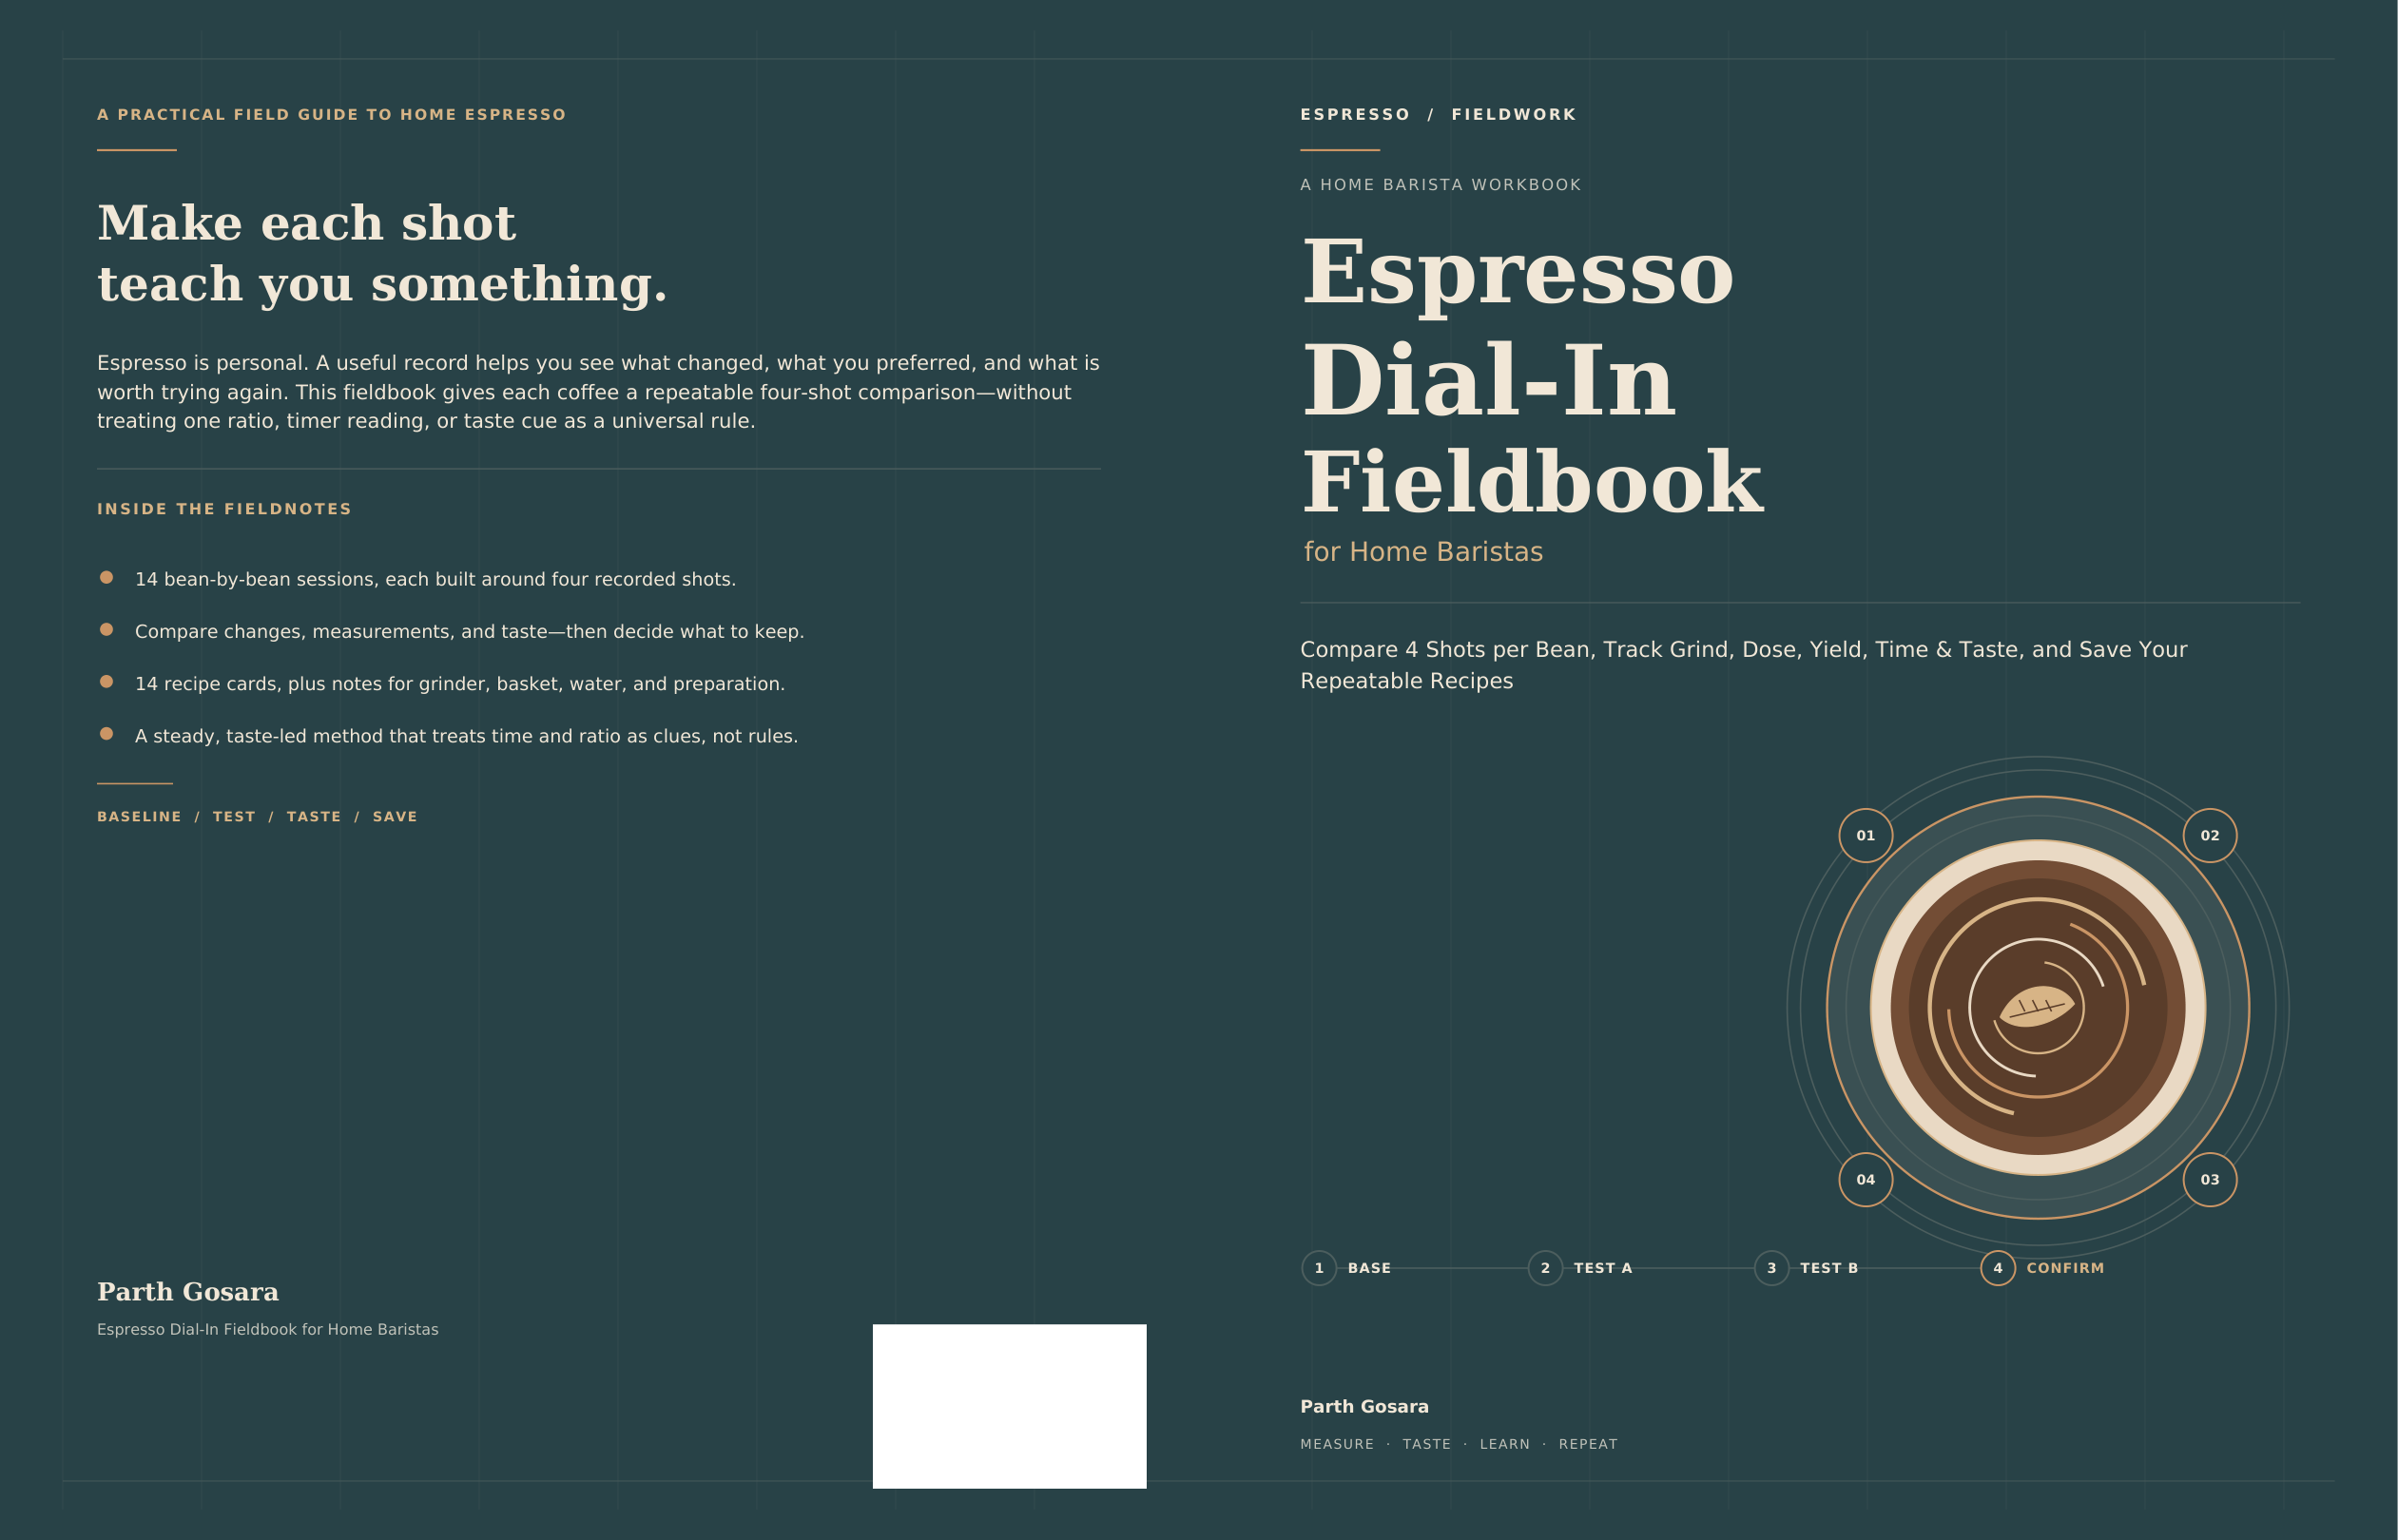 A PRACTICAL FIELD GUIDE TO HOME ESPRESSO
Make each shot
teach you something.
Espresso is personal. A useful record helps you see what changed, what you preferred, and what is
worth trying again. This fieldbook gives each coffee a repeatable four-shot comparison—without
treating one ratio, timer reading, or taste cue as a universal rule.
INSIDE THE FIELDNOTES
14 bean-by-bean sessions, each built around four recorded shots.
Compare changes, measurements, and taste—then decide what to keep.
14 recipe cards, plus notes for grinder, basket, water, and preparation.
A steady, taste-led method that treats time and ratio as clues, not rules.
BASELINE / TEST / TASTE / SAVE
Parth Gosara
Espresso Dial-In Fieldbook for Home Baristas
ESPRESSO / FIELDWORK
A HOME BARISTA WORKBOOK
Espresso
Dial-In
Fieldbook
for Home Baristas
Compare 4 Shots per Bean, Track Grind, Dose, Yield, Time & Taste, and Save Your
Repeatable Recipes
01
02
04
03
1 BASE 2 TEST A 3 TEST B 4 CONFIRM
Parth Gosara
MEASURE · TASTE · LEARN · REPEAT